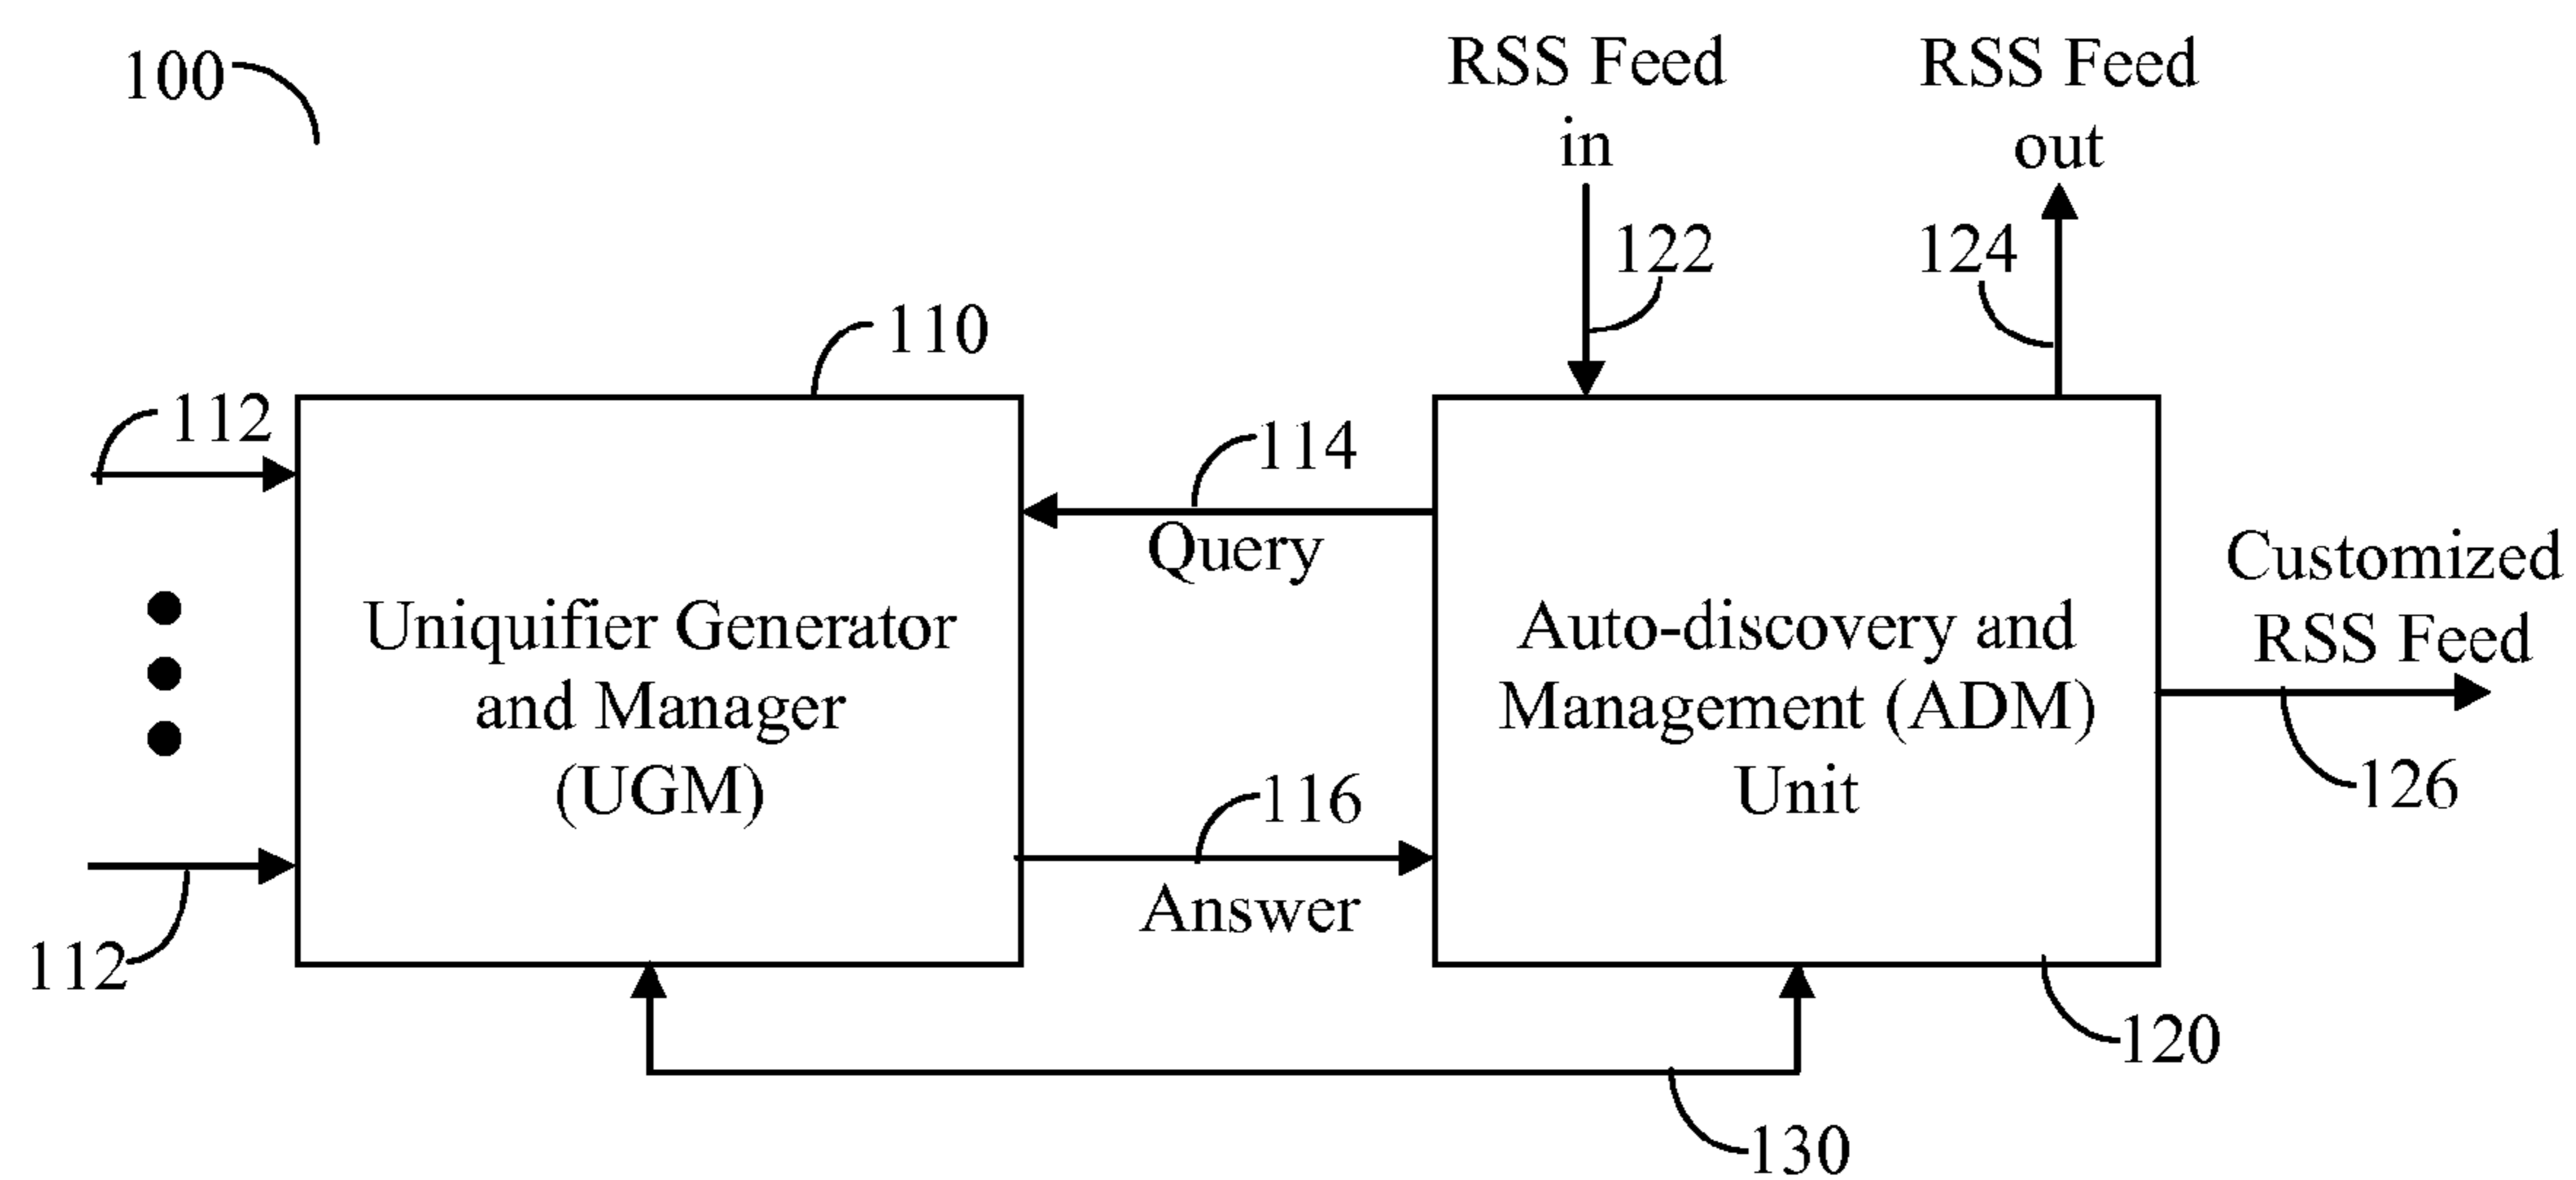 100
RSS Feed
in
RSS Feed
out
122
124
110
112
114
Query
Uniquifier Generator
and Manager
(UGM)
Auto-discovery and
Management (ADM)
Unit
Customized
RSS Feed
126
116
Answer
112
120
130